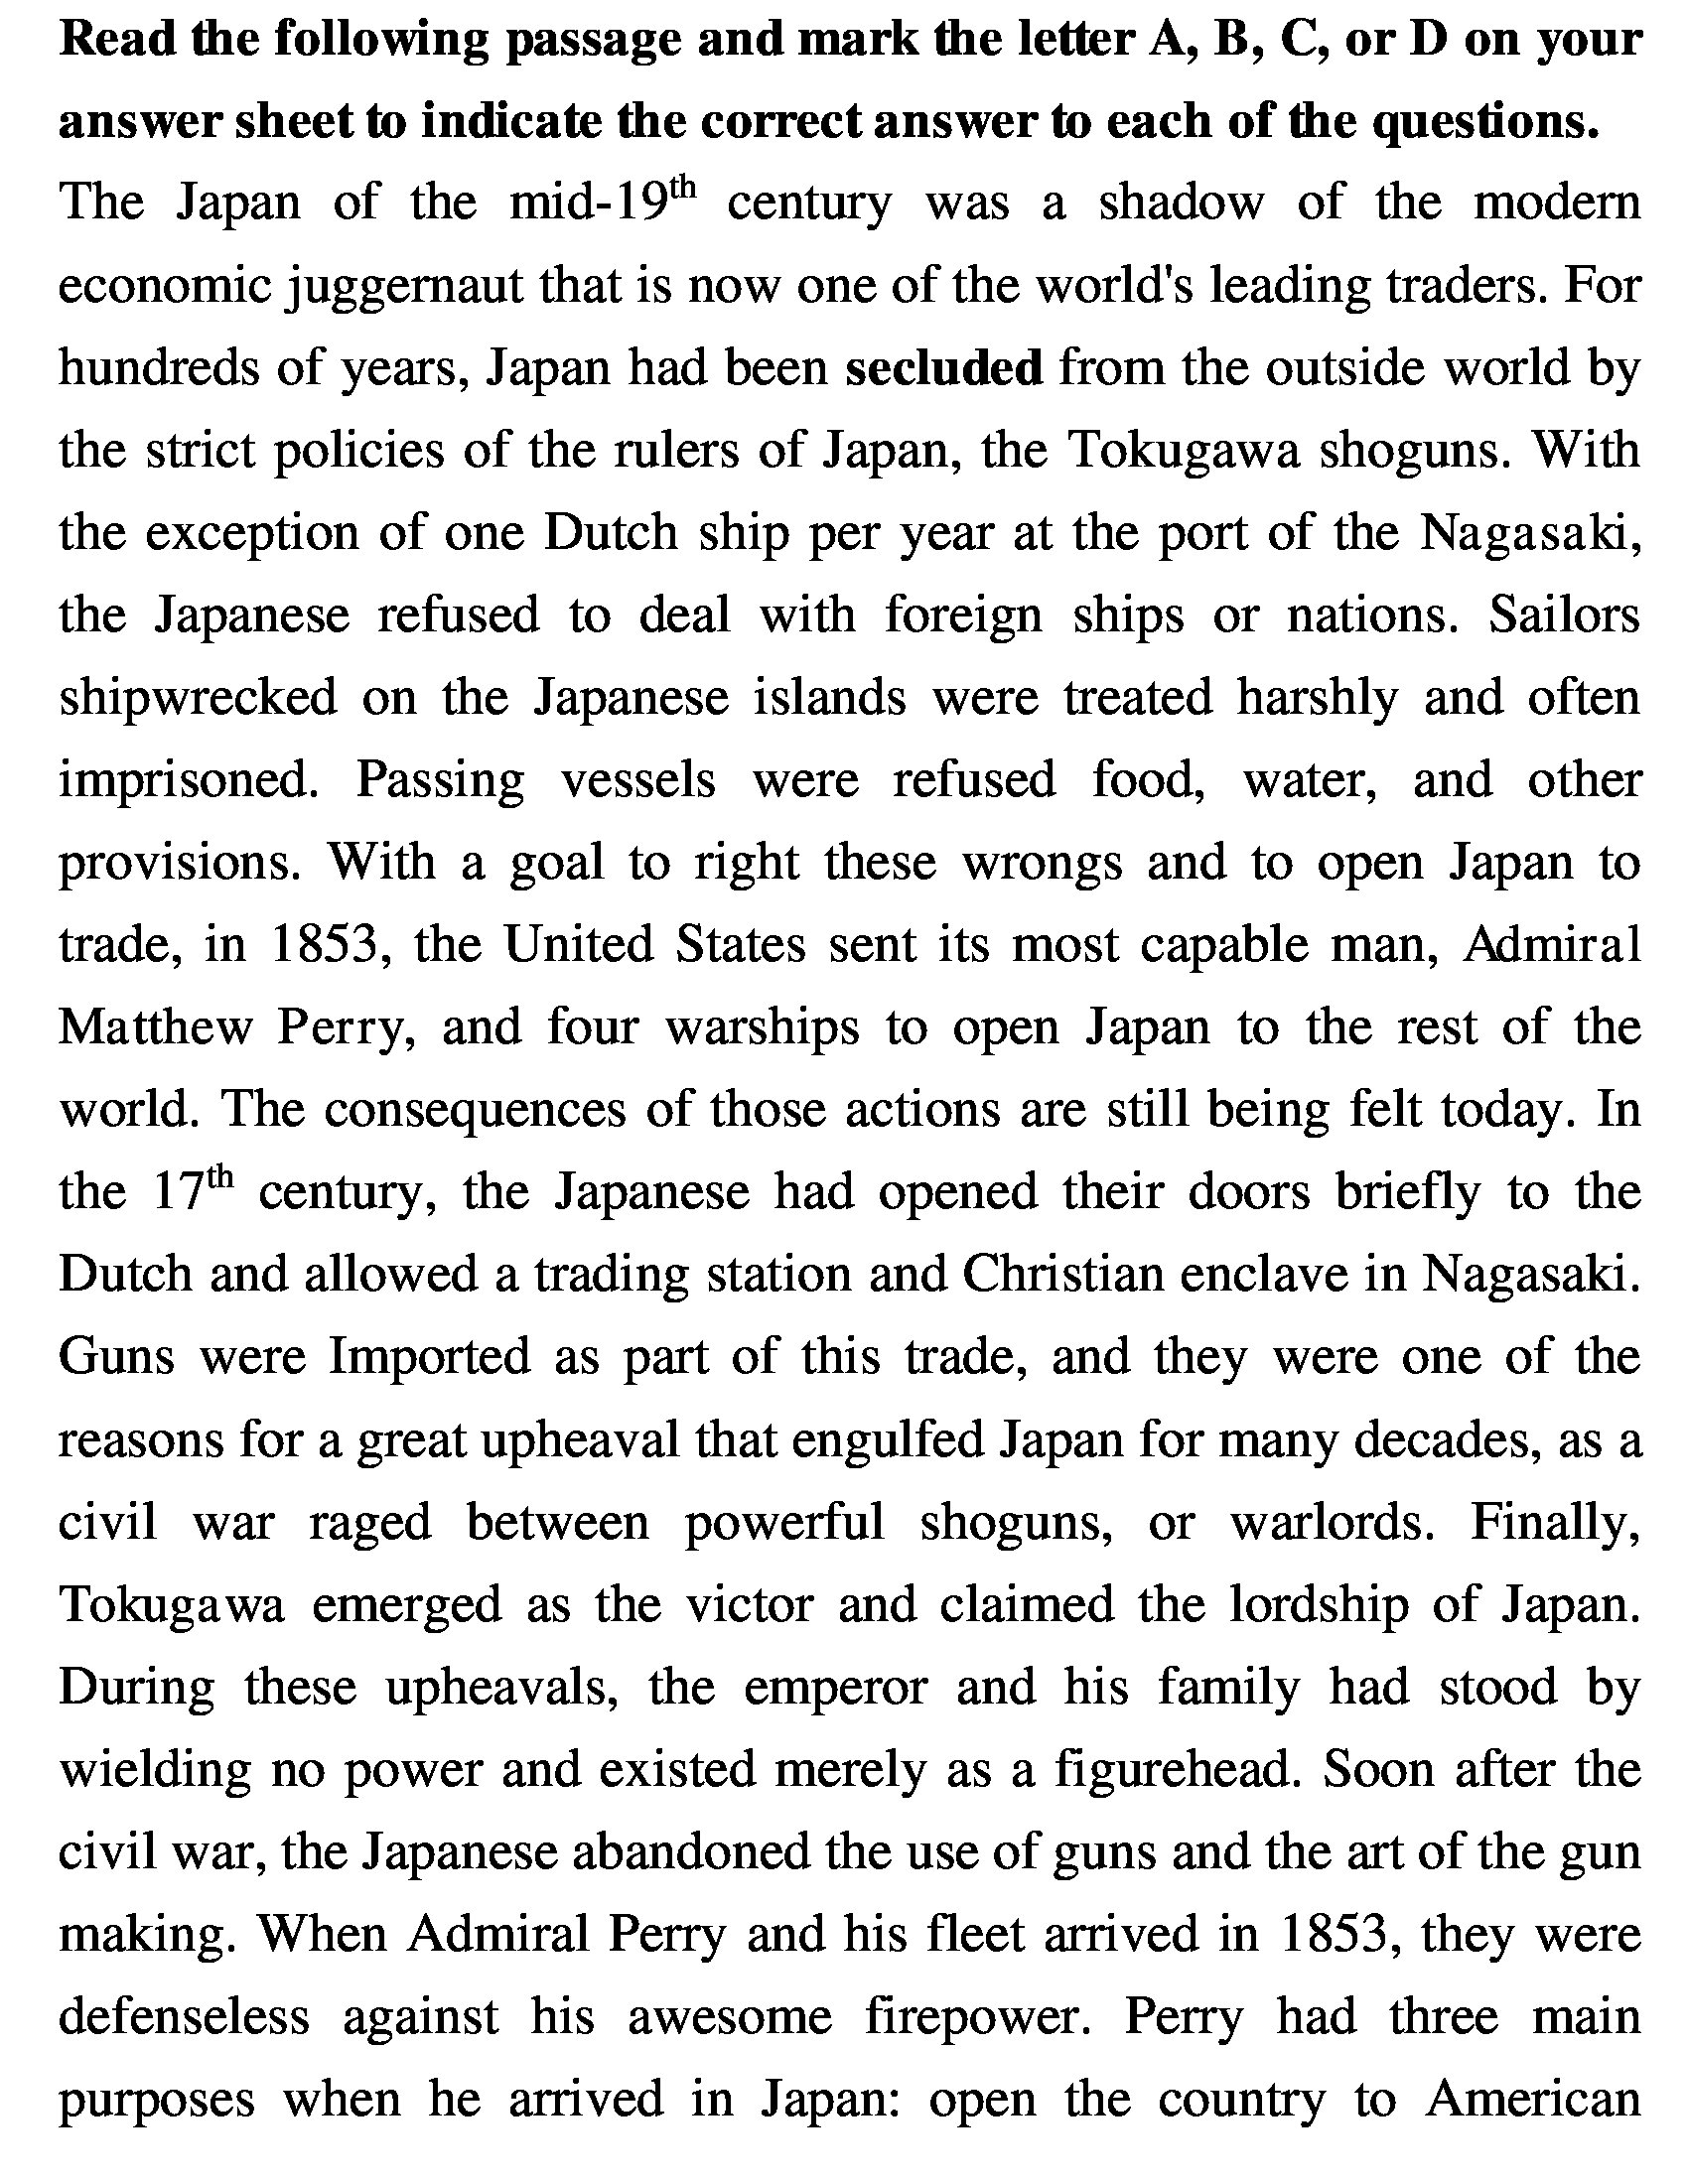 Read the following passage and mark the letter A, B, C, or D on your
answer sheet to indicate the correct answer to each of the questions.
The Japan of the mid-19th century was a shadow of the modern
economic juggernaut that is now one of the world's leading traders. For
hundreds of years, Japan had been secluded from the outside world by
the strict policies of the rulers of Japan, the Tokugawa shoguns. With
the exception of one Dutch ship per year at the port of the Nagasaki,
the Japanese refused to deal with foreign ships or nations. Sailors
shipwrecked on the Japanese islands were treated harshly and often
imprisoned. Passing vessels were refused food, water, and other
provisions. With a goal to right these wrongs and to open Japan to
trade, in 1853, the United States sent its most capable man, Admiral
Matthew Perry, and four warships to open Japan to the rest of the
world. The consequences of those actions are still being felt today. In
the 17th century, the Japanese had opened their doors briefly to the
Dutch and allowed a trading station and Christian enclave in Nagasaki.
Guns were Imported as part of this trade, and they were one of the
reasons for a great upheaval that engulfed Japan for many decades, as a
civil war raged between powerful shoguns, or warlords. Finally,
Tokugawa emerged as the victor and claimed the lordship of Japan.
During these upheavals, the emperor and his family had stood by
wielding no power and existed merely as a figurehead. Soon after the
civil war, the Japanese abandoned the use of guns and the art of the gun
making. When Admiral Perry and his fleet arrived in 1853, they were
defenseless against his awesome firepower. Perry had three main
purposes when he arrived in Japan: open the country to American